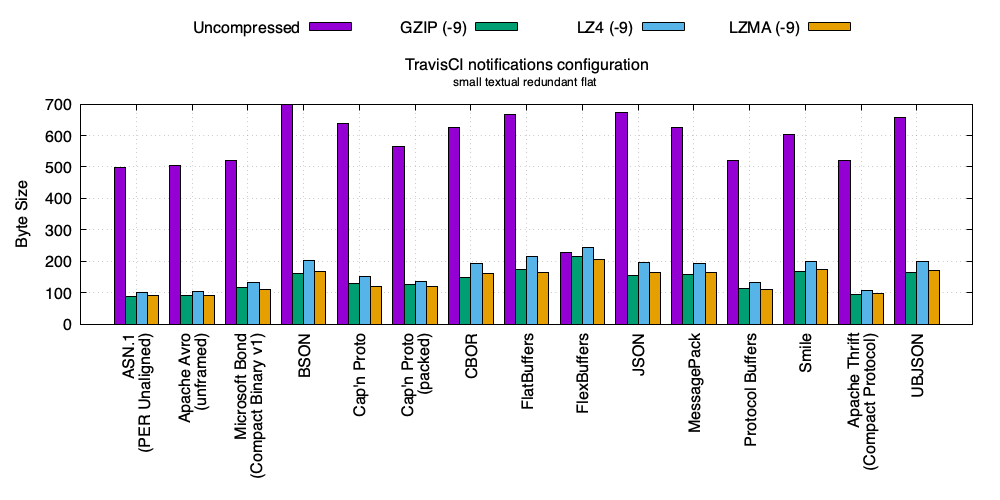 Uncompressed GZIP (-9) LZ4 (-9) LZMA (-9)
TravisCI notifications configuration
small textual redundant flat
700
600
500
400
300
200
100
0
Byte Size
ASN.1
(PER Unaligned)
Apache Avro
(unframed)
Microsoft Bond
(Compact Binary v1)
BSON
Cap'n Proto
Cap'n Proto
(packed)
CBOR
FlatBuffers
FlexBuffers
JSON
MessagePack
Protocol Buffers
Smile
Apache Thrift
(Compact Protocol)
UBJSON